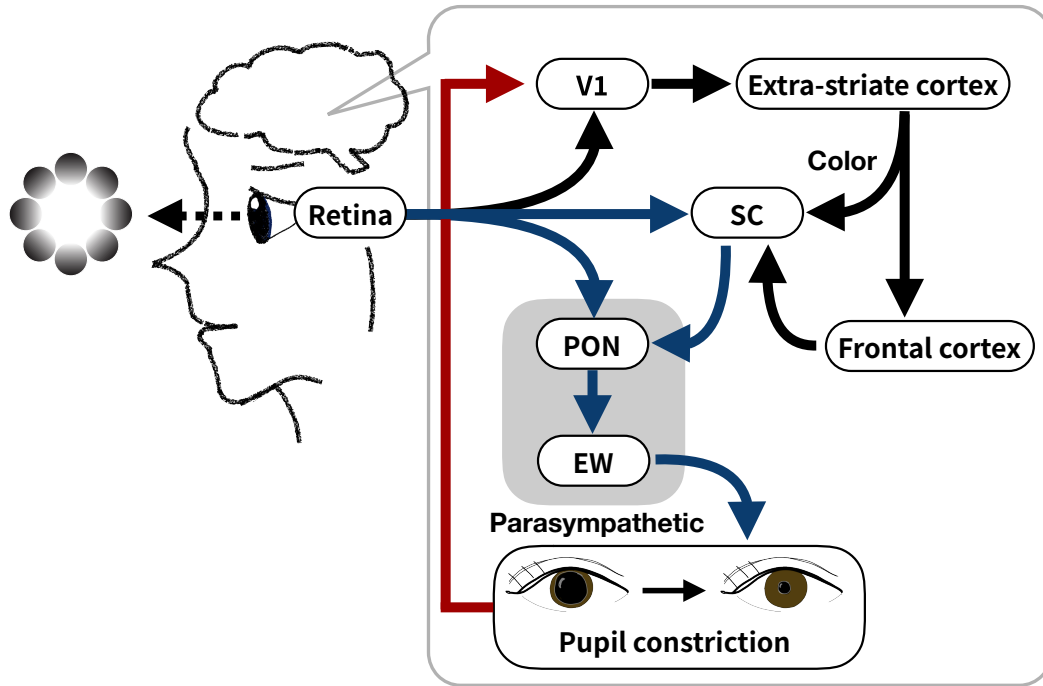 V1
Extra-striate cortex
Color
Retina
SC
PON
Frontal cortex
EW
Parasympathetic
Pupil constriction